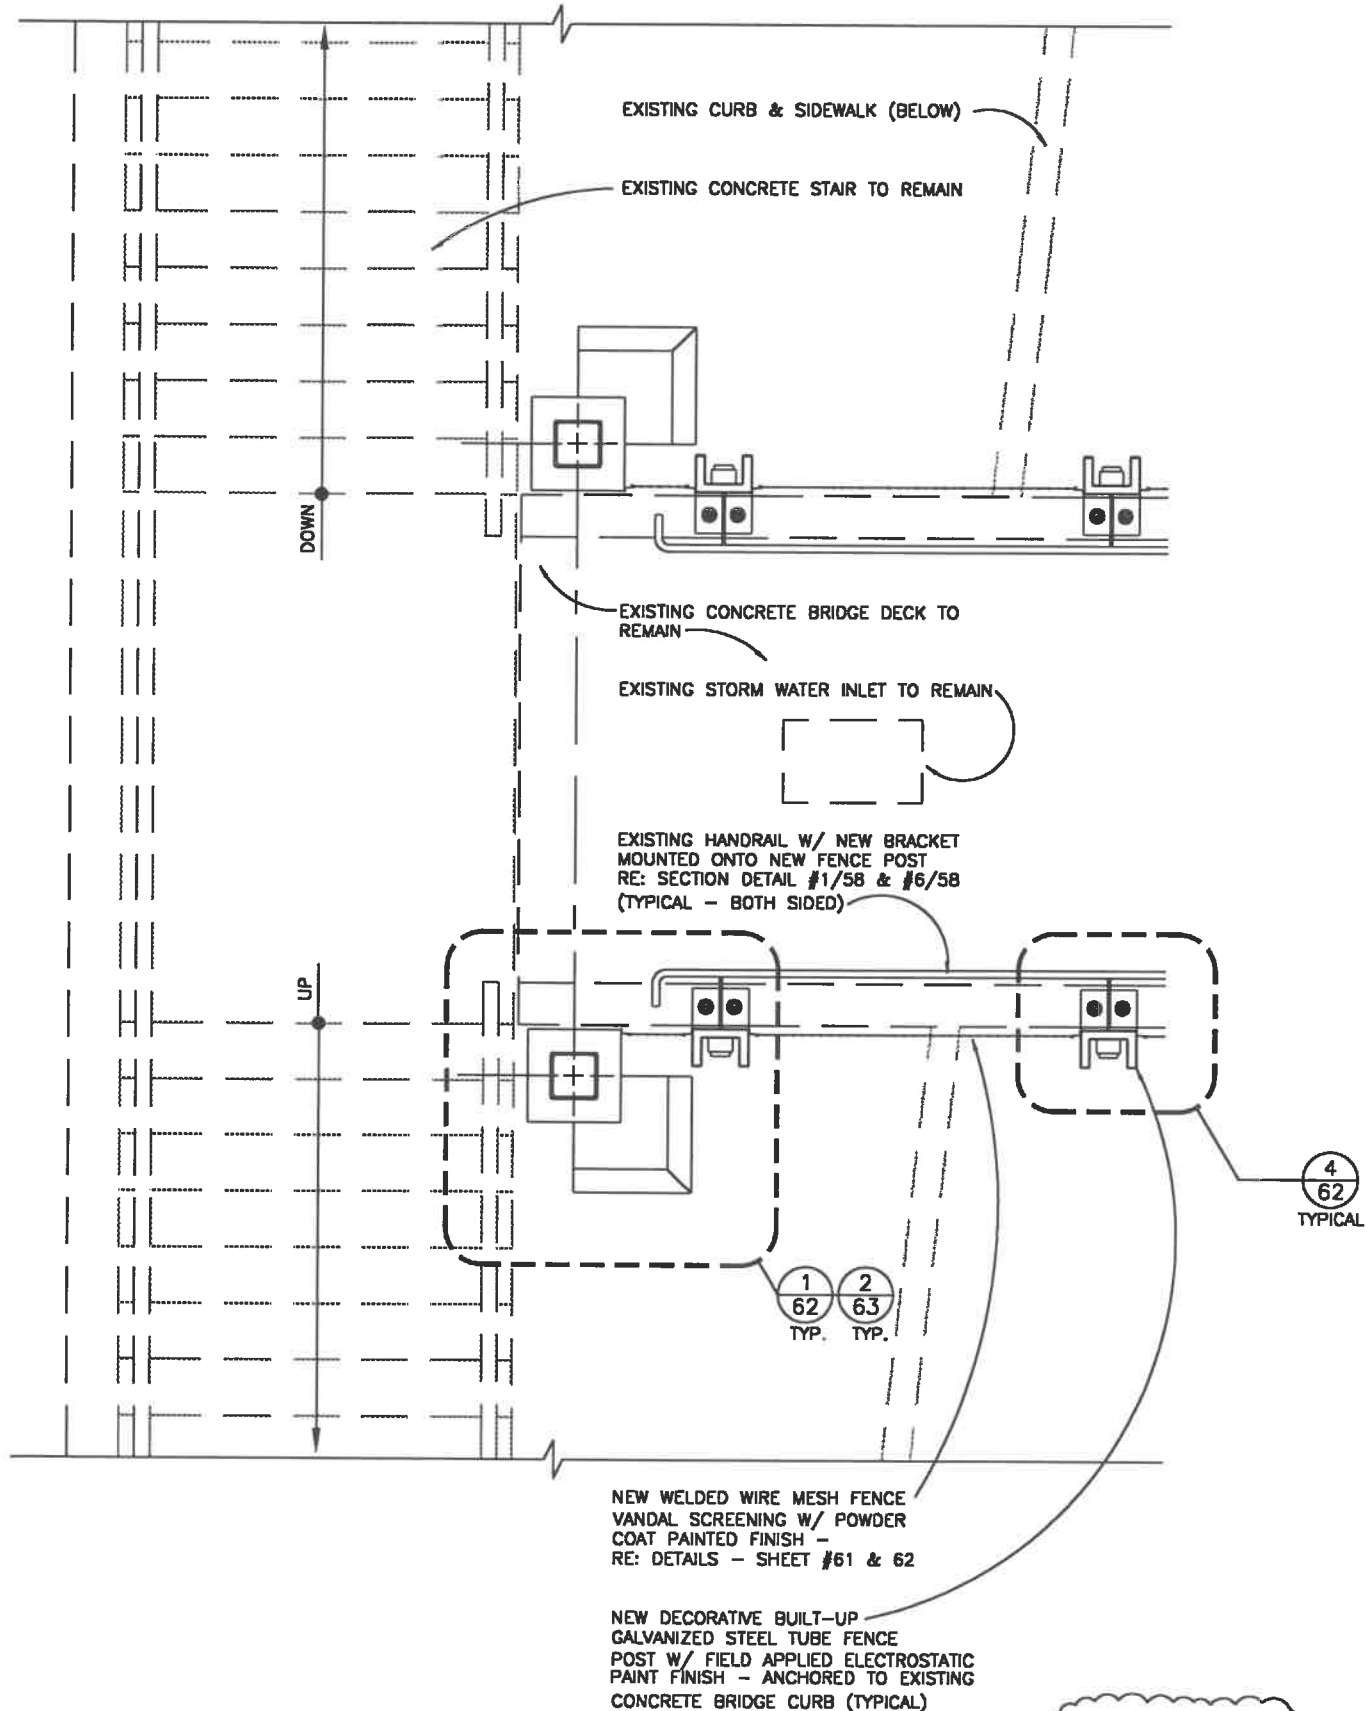 EXISTING CURB & SIDEWALK (BELOW)
EXISTING CONCRETE STAIR TO REMAIN
DOWN
EXISTING CONCRETE BRIDGE DECK TO
REMAIN
EXISTING STORM WATER INLET TO REMAIN
EXISTING HANDRAIL W/ NEW BRACKET
MOUNTED ONTO NEW FENCE POST
RE: SECTION DETAIL #1/58 & #6/58
(TYPICAL – BOTH SIDED)
UP
4
62
TYPICAL
1
62
TYP.
2
63
TYP.
NEW WELDED WIRE MESH FENCE
VANDAL SCREENING W/ POWDER
COAT PAINTED FINISH –
RE: DETAILS – SHEET #61 & 62
NEW DECORATIVE BUILT–UP
GALVANIZED STEEL TUBE FENCE
POST W/ FIELD APPLIED ELECTROSTATIC
PAINT FINISH – ANCHORED TO EXISTING
CONCRETE BRIDGE CURB (TYPICAL)